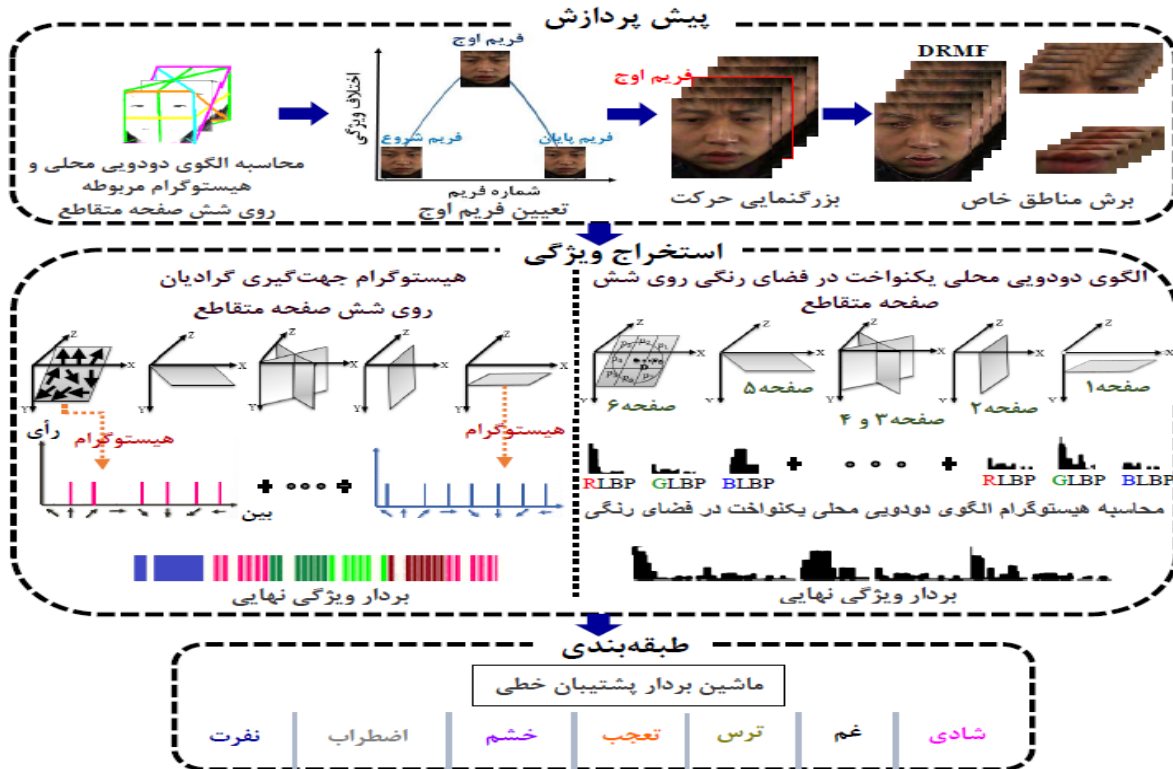 پیش پردازش
محاسبه الگوی دودویی محلی و
هیستوگرام مربوطه
روی شش صفحه متقاطع
اختلاف ویژگی
فریم اوج
فریم شروع
فریم پایان
شماره فریم
تعیین فریم اوج
فریم اوج
بزرگنمایی حرکت
DRMF
برش مناطق خاص
استخراج ویژگی
الگوی دودویی محلی یکنواخت در فضای رنگی روی شش
صفحه متقاطع
Z X Y
صفحه۱
Z X Y
صفحه۲
Z X Y
صفحه۳ و ۴
Z X Y
صفحه۵
Z X Y
صفحه۶
RLBP GLBP BLBP + ∘ ∘ ∘ + RLBP GLBP BLBP
محاسبه هیستوگرام الگوی دودویی محلی یکنواخت در فضای رنگی
بردار ویژگی نهایی
هیستوگرام جهت‌گیری گرادیان
روی شش صفحه متقاطع
Z X Y
Z X Y
Z X Y
Z X Y
Z X Y
رأی
هیستوگرام
هیستوگرام
بین
بردار ویژگی نهایی
طبقه‌بندی
ماشین بردار پشتیبان خطی
شادی
غم
ترس
تعجب
خشم
اضطراب
نفرت